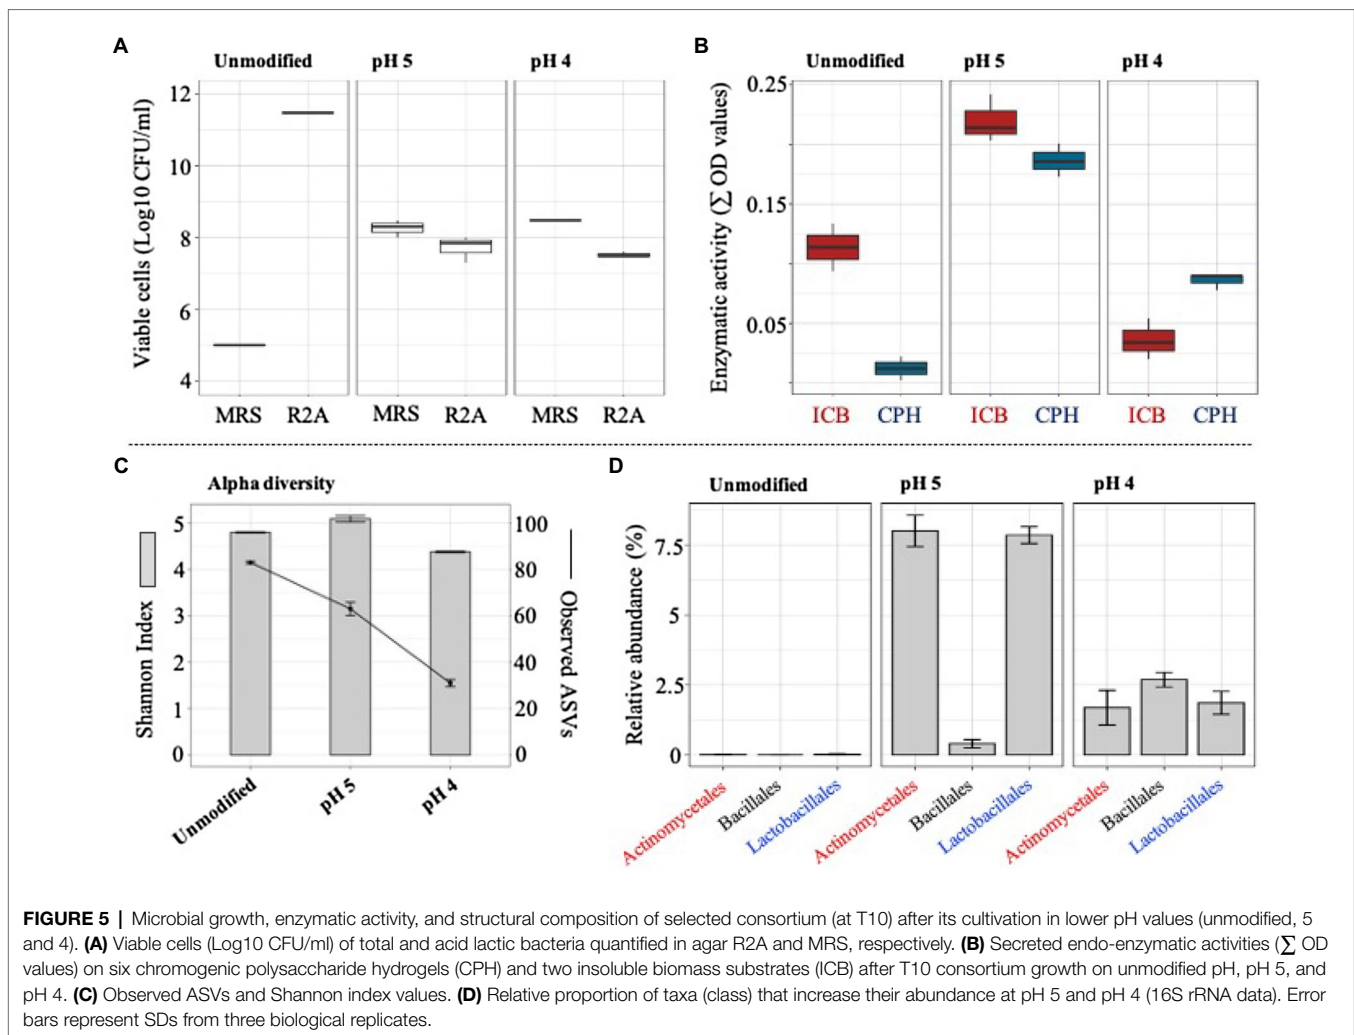 A
Unmodified pH 5 pH 4
Viable cells (Log10 CFU/ml)
12
10
8
6
4
MRS R2A MRS R2A MRS R2A
B
Unmodified pH 5 pH 4
Enzymatic activity (∑ OD values)
0.25
0.15
0.05
ICB CPH ICB CPH ICB CPH
C
Alpha diversity
Shannon Index
5
4
3
2
1
0
100
80
60
40
20
0
Observed ASVs
Unmodified pH 5 pH 4
D
Unmodified pH 5 pH 4
Relative abundance (%)
7.5
5
2.5
0
Actinomycetales Bacillales Lactobacillales Actinomycetales Bacillales Lactobacillales Actinomycetales Bacillales Lactobacillales
FIGURE 5 | Microbial growth, enzymatic activity, and structural composition of selected consortium (at T10) after its cultivation in lower pH values (unmodified, 5
and 4). (A) Viable cells (Log10 CFU/ml) of total and acid lactic bacteria quantified in agar R2A and MRS, respectively. (B) Secreted endo-enzymatic activities (∑ OD
values) on six chromogenic polysaccharide hydrogels (CPH) and two insoluble biomass substrates (ICB) after T10 consortium growth on unmodified pH, pH 5, and
pH 4. (C) Observed ASVs and Shannon index values. (D) Relative proportion of taxa (class) that increase their abundance at pH 5 and pH 4 (16S rRNA data). Error
bars represent SDs from three biological replicates.